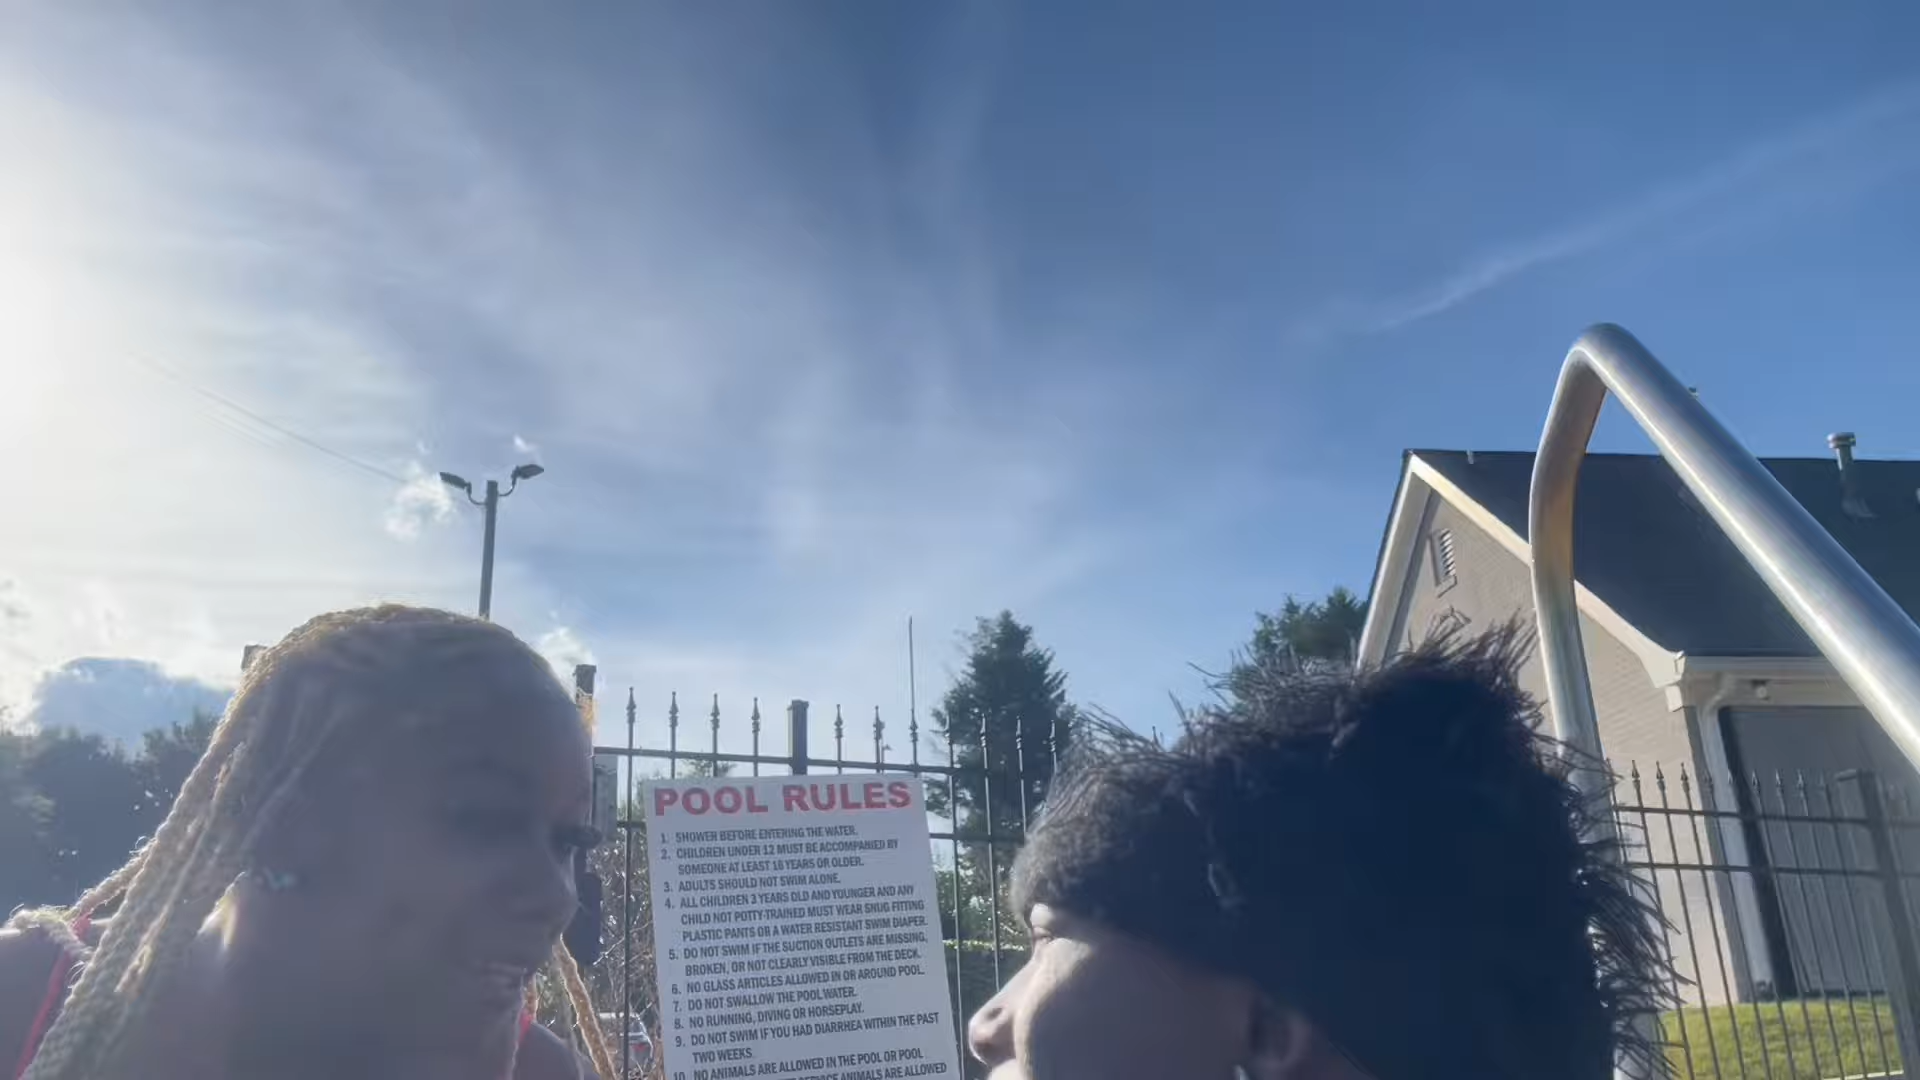 POOL RULES
1. SHOWER BEFORE ENTERING THE WATER.
2. CHILDREN UNDER 12 MUST BE ACCOMPANIED BY
SOMEONE AT LEAST 18 YEARS OR OLDER.
3. ADULTS SHOULD NOT SWIM ALONE.
4. ALL CHILDREN 3 YEARS OLD AND YOUNGER AND ANY
CHILD NOT POTTY-TRAINED MUST WEAR SNUG FITTING
PLASTIC PANTS OR A WATER RESISTANT SWIM DIAPER.
5. DO NOT SWIM IF THE SUCTION OUTLETS ARE MISSING,
BROKEN, OR NOT CLEARLY VISIBLE FROM THE DECK.
6. NO GLASS ARTICLES ALLOWED IN OR AROUND POOL.
7. DO NOT SWALLOW THE POOL WATER.
8. NO RUNNING, DIVING OR HORSEPLAY.
9. DO NOT SWIM IF YOU HAD DIARRHEA WITHIN THE PAST
TWO WEEKS.
10. NO ANIMALS ARE ALLOWED IN THE POOL OR POOL
SERVICE ANIMALS ARE ALLOWED